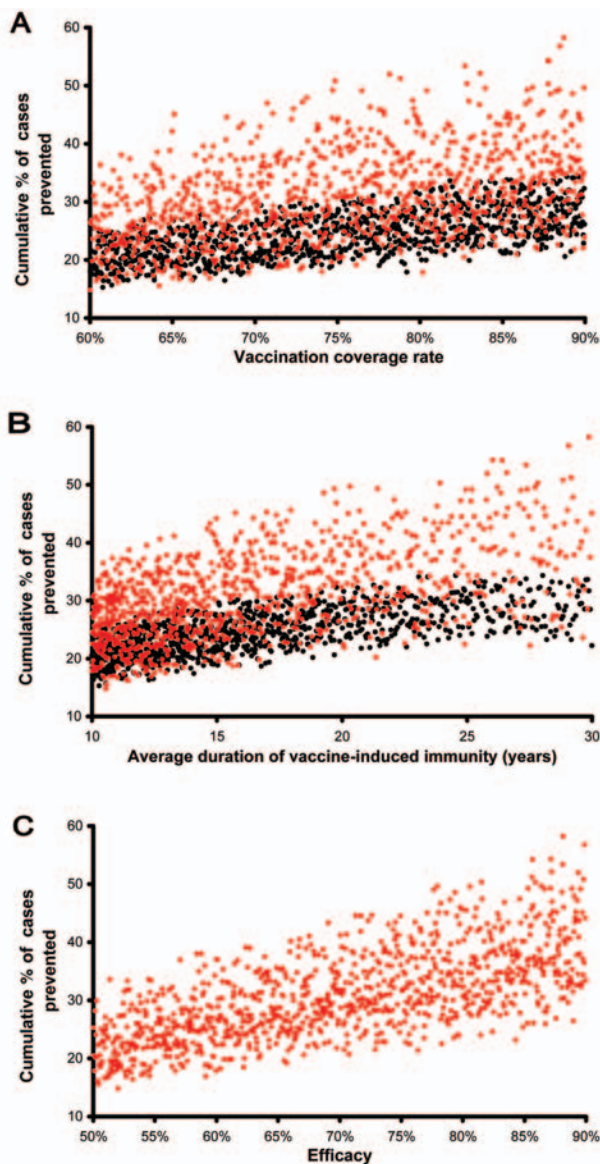 A
60
50
40
30
20
10
Cumulative % of cases
prevented
60% 65% 70% 75% 80% 85% 90%
Vaccination coverage rate
B
60
50
40
30
20
10
Cumulative % of cases
prevented
10 15 20 25 30
Average duration of vaccine-induced immunity (years)
C
60
50
40
30
20
10
Cumulative % of cases
prevented
50% 55% 60% 65% 70% 75% 80% 85% 90%
Efficacy